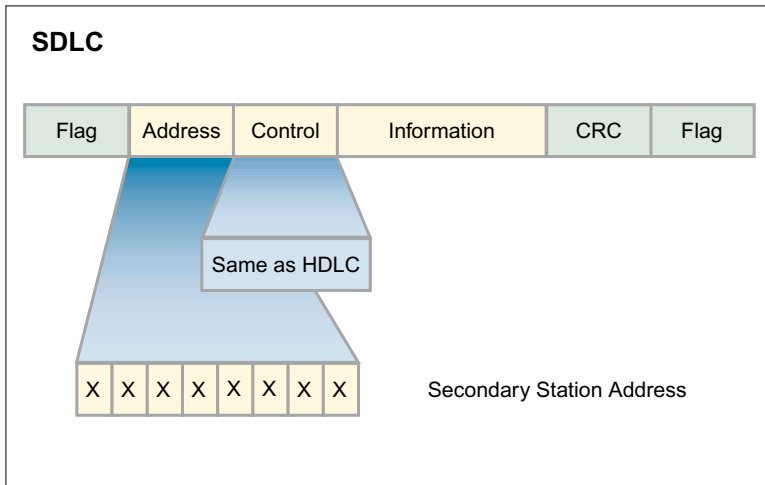 SDLC
Flag Address Control Information CRC Flag
Same as HDLC
X X X X X X X X Secondary Station Address